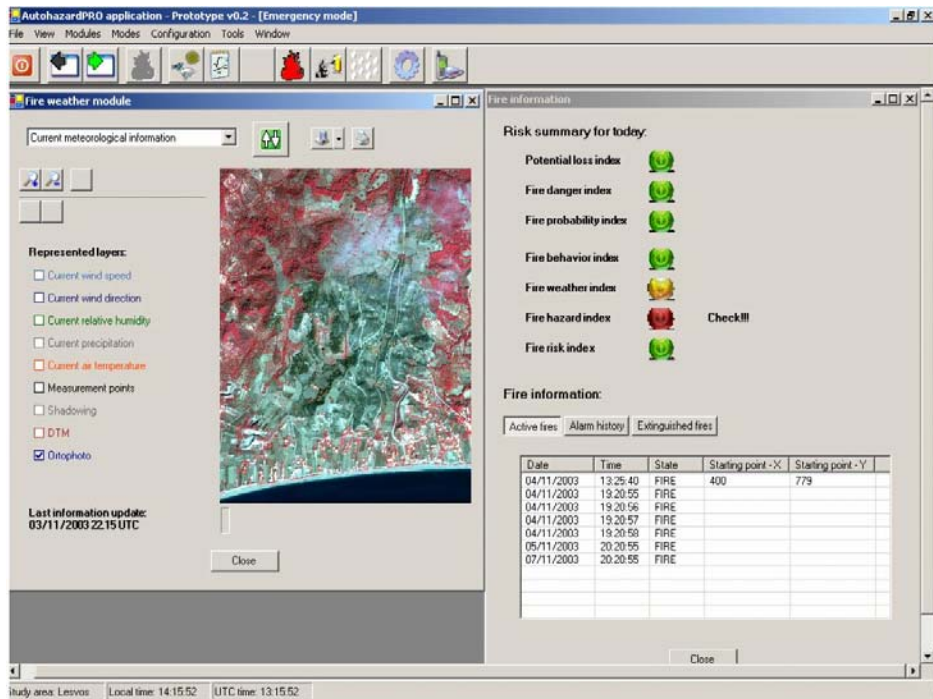 AutohazardPRO application - Prototype v0.2 - [Emergency mode]
File View Modules Modes Configuration Tools Window
Fire weather module
Current meteorological information
Represented layers:
Current wind speed
Current wind direction
Current relative humidity
Current precipitation
Current air temperature
Measurement points
Shadowing
DTM
Ortophoto
Last information update:
03/11/2003 22.15 UTC
Close
Fire information
Risk summary for today:
Potential loss index
Fire danger index
Fire probability index
Fire behavior index
Fire weather index
Fire hazard index Check!!!
Fire risk index
Fire information:
Active fires Alarm history Extinguished fires
Date Time State Starting point - X Starting point - Y
04/11/2003 13:25:40 FIRE 400 779
04/11/2003 19:20:55 FIRE
04/11/2003 19:20:56 FIRE
04/11/2003 19:20:57 FIRE
04/11/2003 19:20:58 FIRE
05/11/2003 20:20:55 FIRE
07/11/2003 20:20:55 FIRE
Close
Study area: Lesvos Local time: 14:15:52 UTC time: 13:15:52